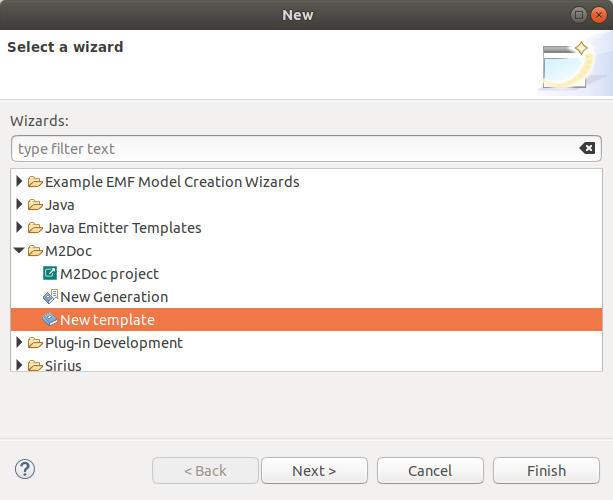 New
Select a wizard
Wizards:
type filter text
Example EMF Model Creation Wizards
Java
Java Emitter Templates
M2Doc
M2Doc project
New Generation
New template
Plug-in Development
Sirius
?
< Back
Next >
Cancel
Finish